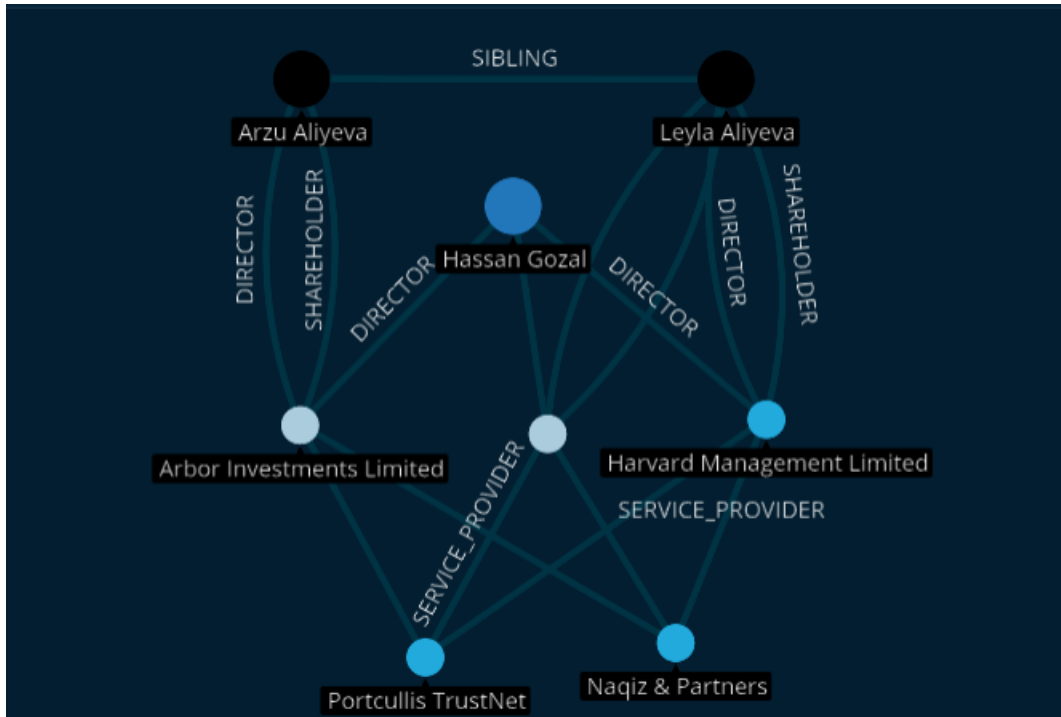 SIBLING
Arzu Aliyeva
Leyla Aliyeva
DIRECTOR
SHAREHOLDER
Hassan Gozal
DIRECTOR
DIRECTOR
DIRECTOR
SHAREHOLDER
Arbor Investments Limited
Harvard Management Limited
SERVICE_PROVIDER
SERVICE_PROVIDER
Portcullis TrustNet
Naqiz & Partners